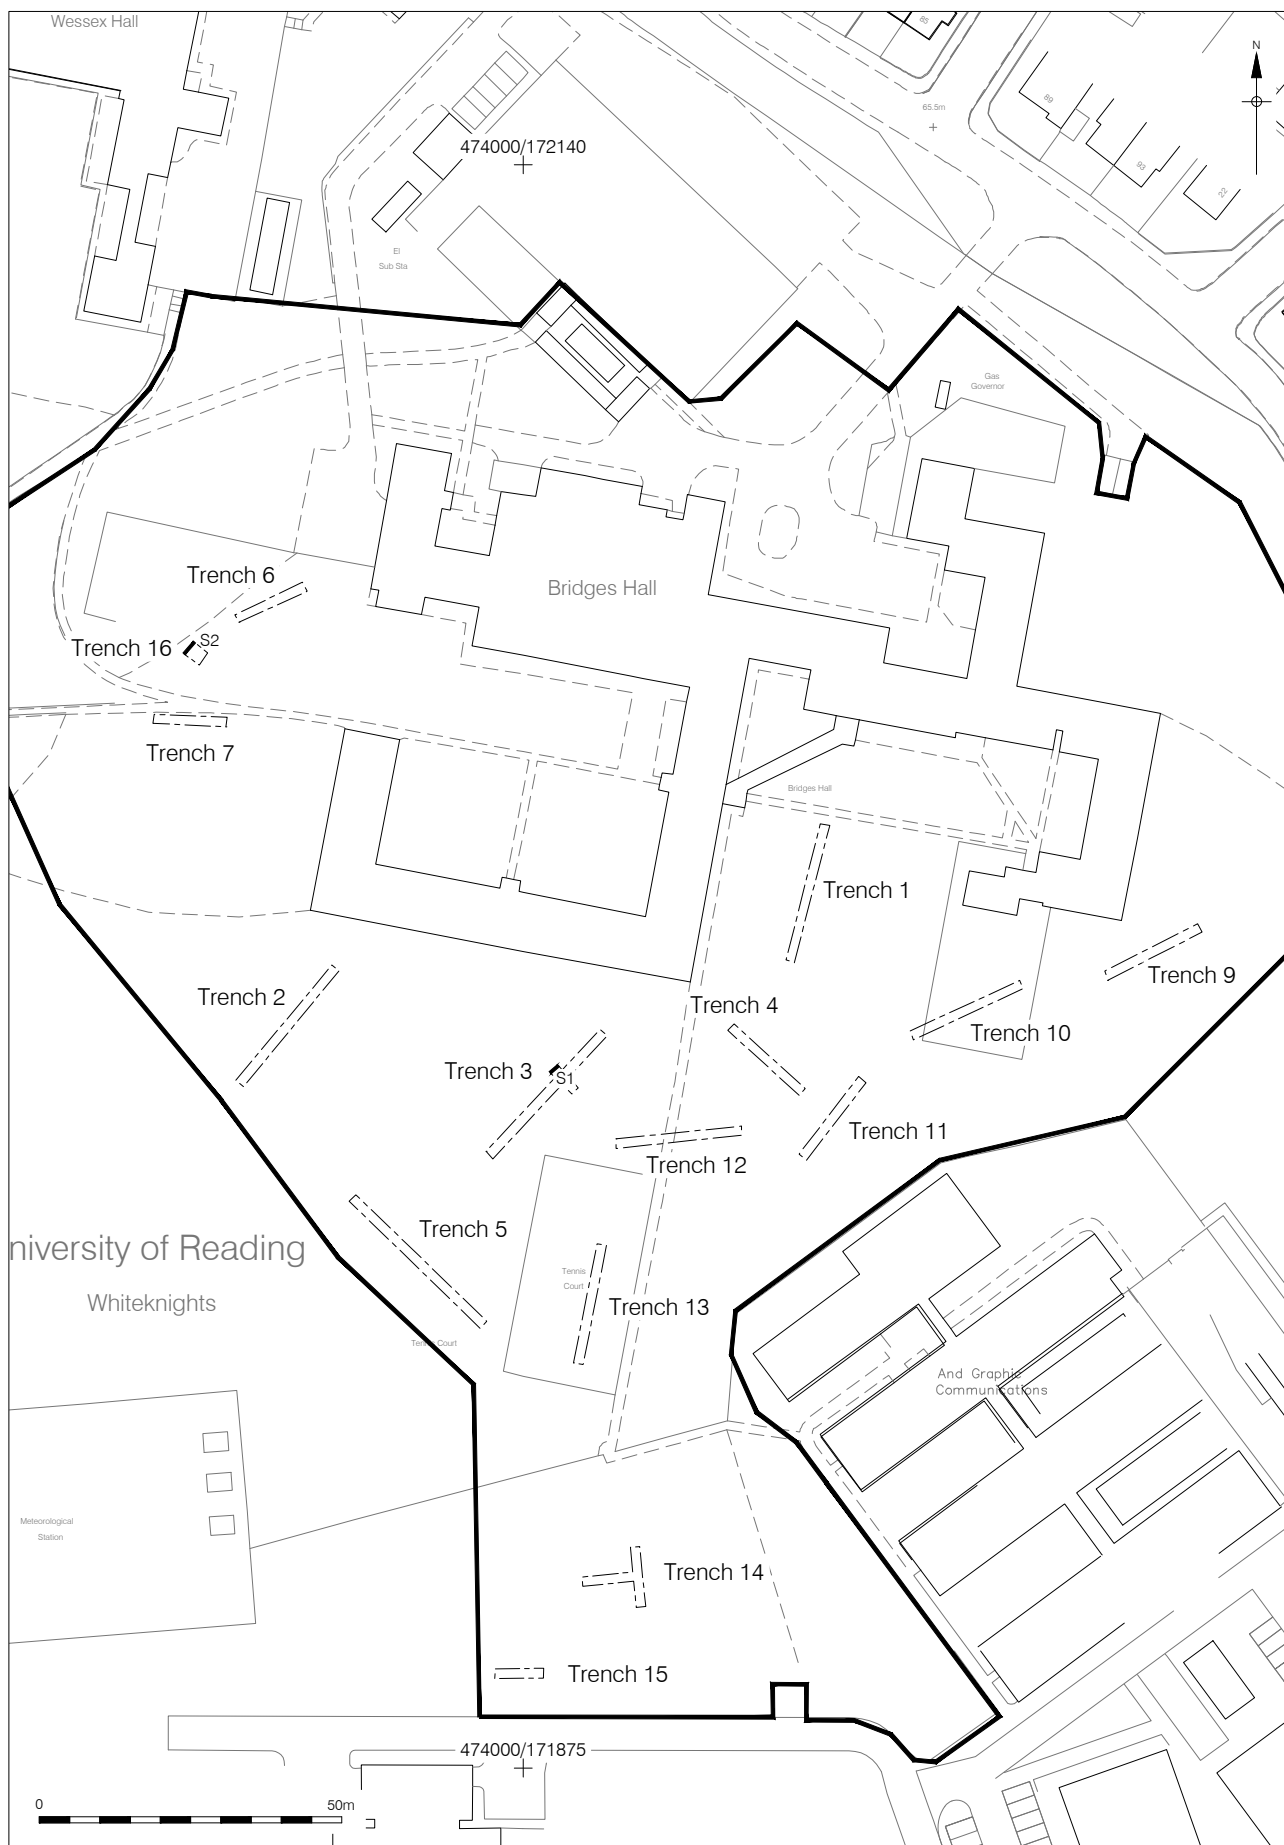 Wessex Hall
85
N
65.5m
89
474000/172140
93
22
El
Sub Sta
Gas
Governor
Trench 6
Bridges Hall
S2
Trench 16
Trench 7
Bridges Hall
Trench 1
Trench 9
Trench 2
Trench 4
Trench 10
Trench 3
S1
Trench 11
Trench 12
Trench 5
niversity of Reading
Tennis
Court
Whiteknights
Trench 13
Tennis Court
And Graphic
Communications
Meteorological
Station
Trench 14
Trench 15
474000/171875
0
50m